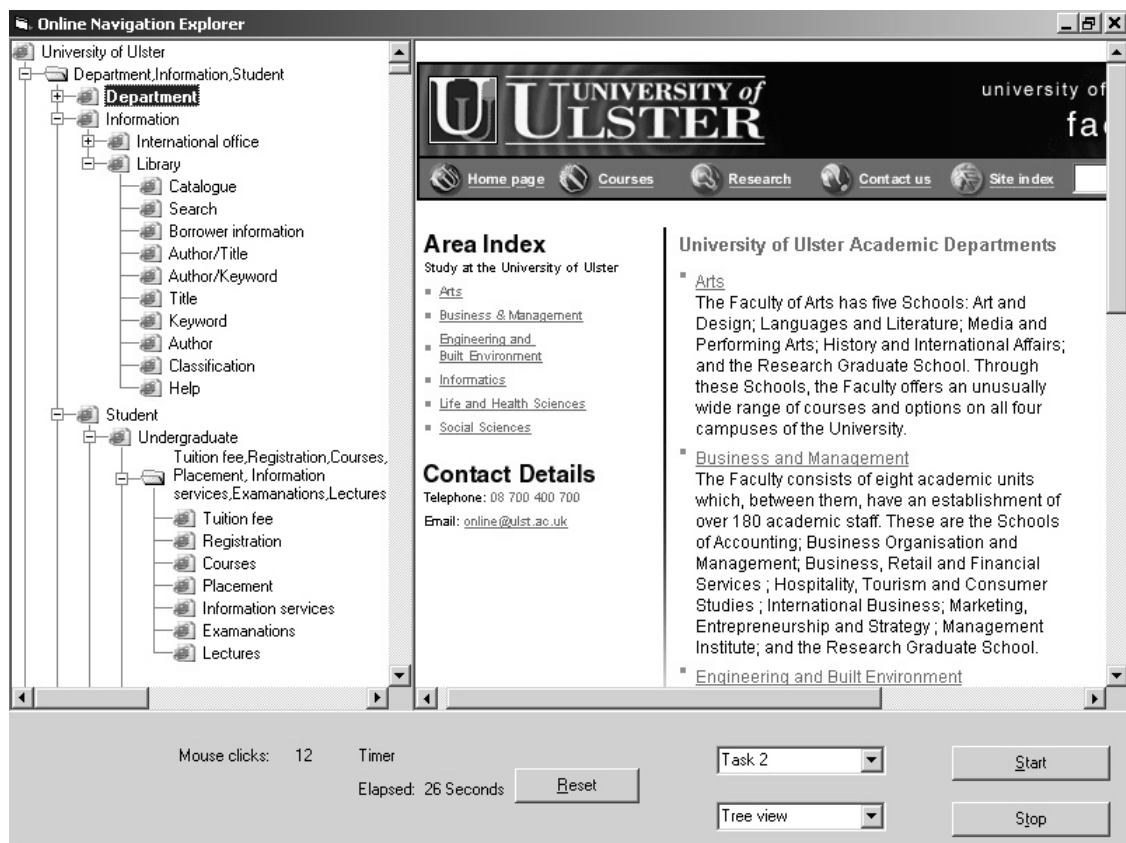 Online Navigation Explorer
University of Ulster
Department,Information,Student
Department
Information
International office
Library
Catalogue
Search
Borrower information
Author/Title
Author/Keyword
Title
Keyword
Author
Classification
Help
Student
Undergraduate
Tuition fee,Registration,Courses,
Placement, Information
services,Examanations,Lectures
Tuition fee
Registration
Courses
Placement
Information services
Examanations
Lectures
UNIVERSITY of
ULSTER
university of
fa
Home page
Courses
Research
Contact us
Site index
Area Index
Study at the University of Ulster
Arts
Business & Management
Engineering and
Built Environment
Informatics
Life and Health Sciences
Social Sciences
Contact Details
Telephone: 08 700 400 700
Email: online@ulst.ac.uk
University of Ulster Academic Departments
Arts
The Faculty of Arts has five Schools: Art and
Design; Languages and Literature; Media and
Performing Arts; History and International Affairs;
and the Research Graduate School. Through
these Schools, the Faculty offers an unusually
wide range of courses and options on all four
campuses of the University.
Business and Management
The Faculty consists of eight academic units
which, between them, have an establishment of
over 180 academic staff. These are the Schools
of Accounting; Business Organisation and
Management; Business, Retail and Financial
Services ; Hospitality, Tourism and Consumer
Studies ; International Business; Marketing,
Entrepreneurship and Strategy ; Management
Institute; and the Research Graduate School.
Engineering and Built Environment
Mouse clicks: 12
Timer
Elapsed: 26 Seconds
Reset
Task 2
Start
Tree view
Stop